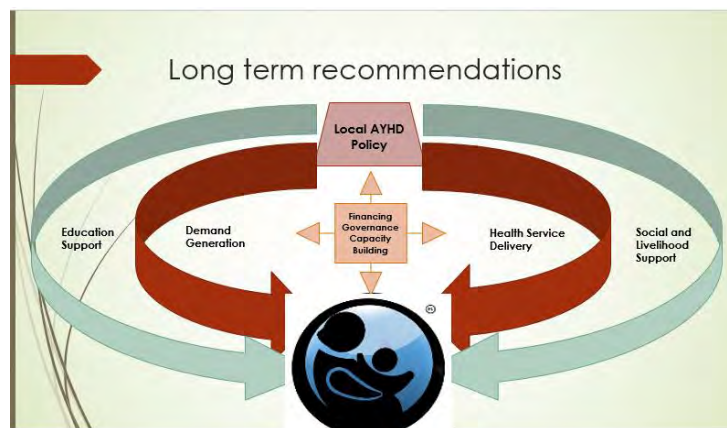 Long term recommendations
Local AYHD
Policy
Education
Support
Demand
Generation
Financing
Governance
Capacity
Building
Health Service
Delivery
Social and
Livelihood
Support